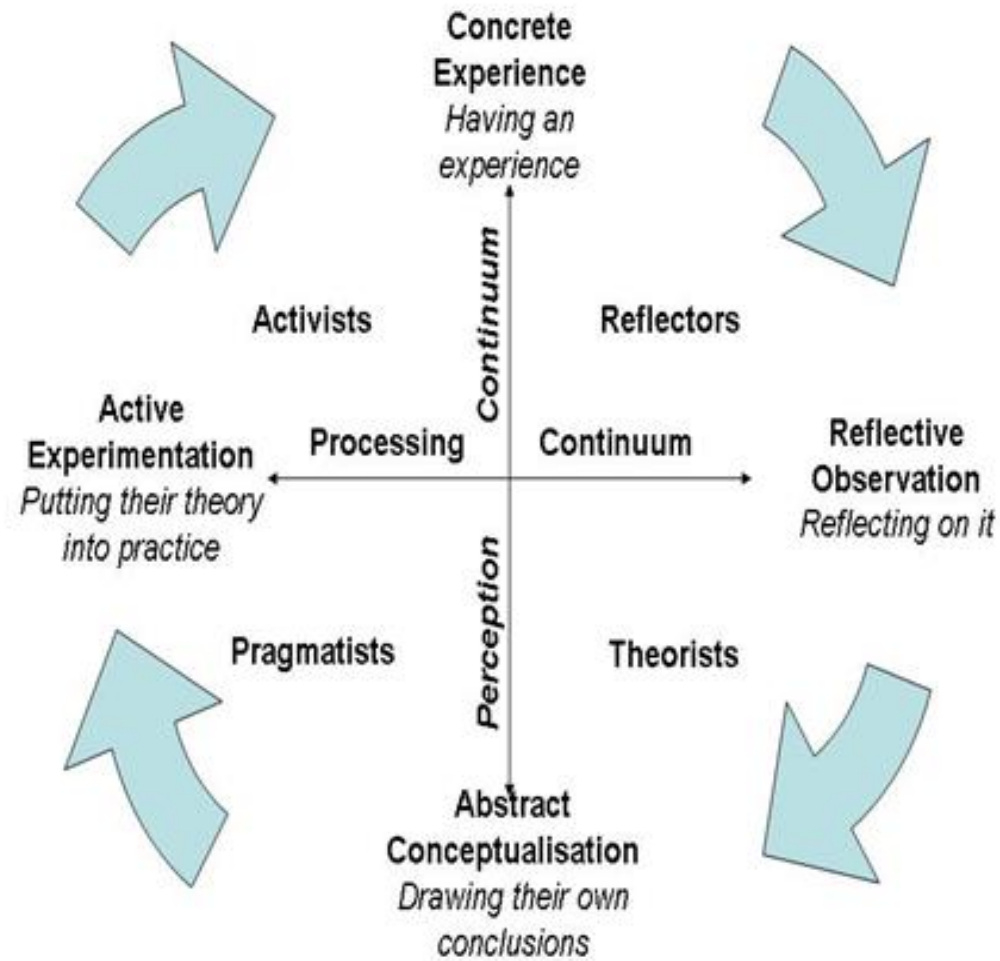 Concrete
Experience
Having an
experience
Continuum
Activists
Reflectors
Active
Experimentation
Putting their theory
into practice
Processing
Continuum
Reflective
Observation
Reflecting on it
Perception
Pragmatists
Theorists
Abstract
Conceptualisation
Drawing their own
conclusions